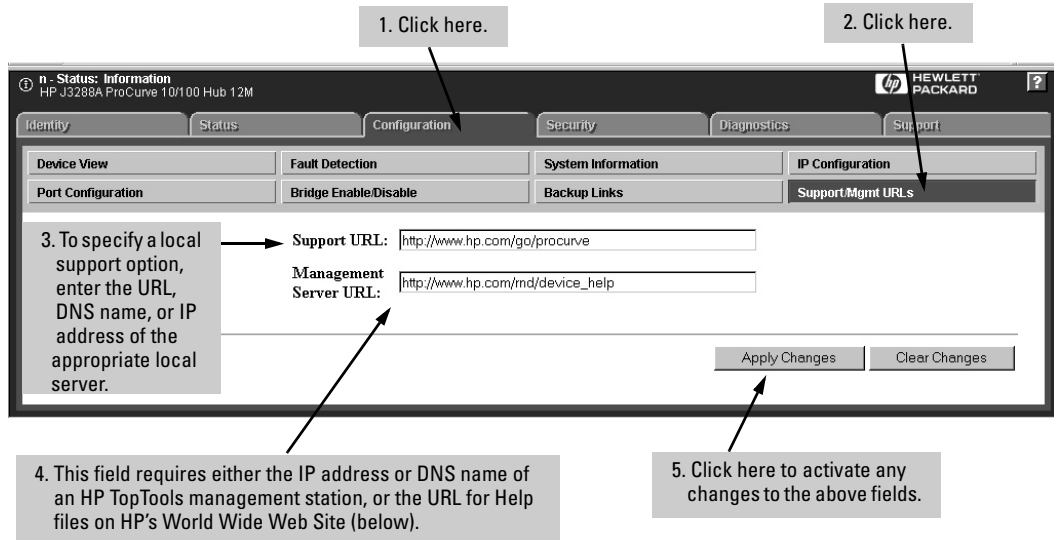 1. Click here.
2. Click here.
n - Status: Information
HP J3288A ProCurve 10/100 Hub 12M
hp HEWLETT PACKARD
?
Identity
Status
Configuration
Security
Diagnostics
Support
Device View
Fault Detection
System Information
IP Configuration
Port Configuration
Bridge Enable/Disable
Backup Links
Support/Mgmt URLs
3. To specify a local
support option,
enter the URL,
DNS name, or IP
address of the
appropriate local
server.
Support URL: http://www.hp.com/go/procurve
Management
Server URL: http://www.hp.com/rnd/device_help
Apply Changes
Clear Changes
4. This field requires either the IP address or DNS name of
an HP TopTools management station, or the URL for Help
files on HP's World Wide Web Site (below).
5. Click here to activate any
changes to the above fields.